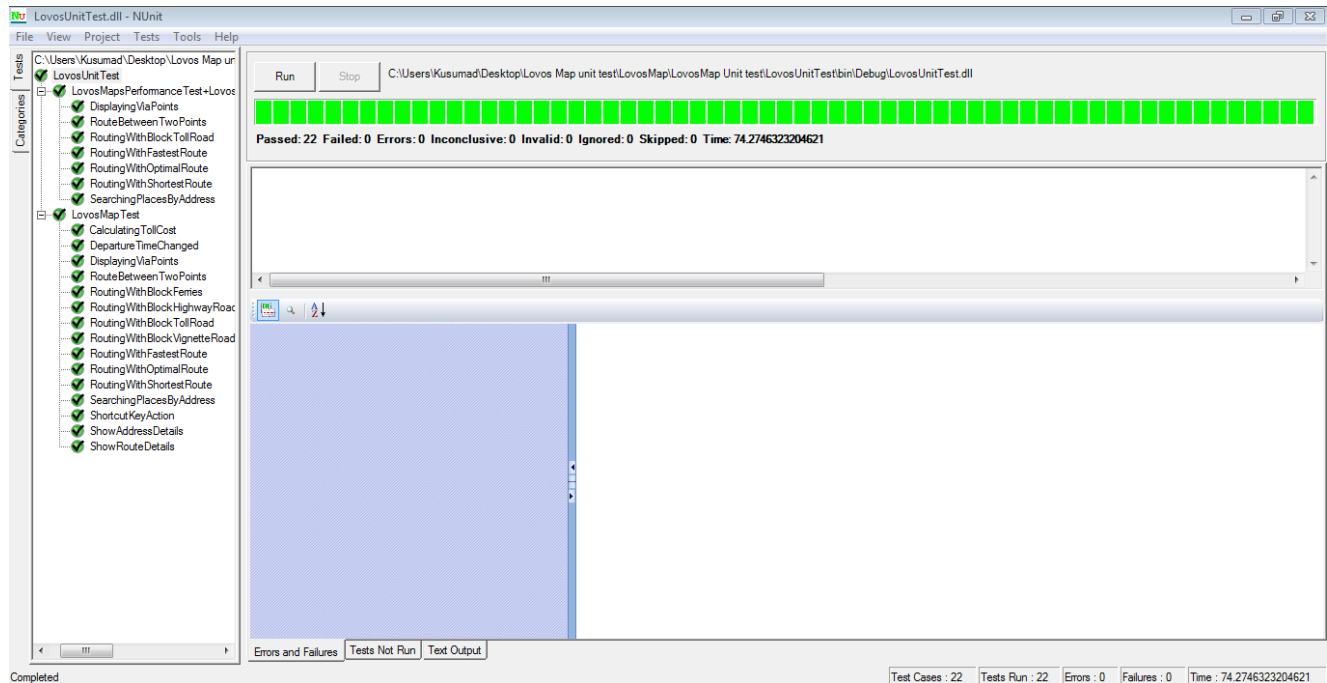 LovosUnitTest.dll - NUnit
File View Project Tests Tools Help
Tests
Categories
C:\Users\Kusumad\Desktop\Lovos Map un
LovosUnitTest
LovosMapsPerformanceTest+Lovos
DisplayingViaPoints
RouteBetweenTwoPoints
RoutingWithBlockTollRoad
RoutingWithFastestRoute
RoutingWithOptimalRoute
RoutingWithShortestRoute
SearchingPlacesByAddress
LovosMapTest
CalculatingTollCost
DepartureTimeChanged
DisplayingViaPoints
RouteBetweenTwoPoints
RoutingWithBlockFerries
RoutingWithBlockHighwayRoad
RoutingWithBlockTollRoad
RoutingWithBlockVignetteRoad
RoutingWithFastestRoute
RoutingWithOptimalRoute
RoutingWithShortestRoute
SearchingPlacesByAddress
ShortcutKeyAction
ShowAddressDetails
ShowRouteDetails
Run Stop C:\Users\Kusumad\Desktop\Lovos Map unit test\LovosMap\LovosMap Unit test\LovosUnitTest\bin\Debug\LovosUnitTest.dll
Passed: 22 Failed: 0 Errors: 0 Inconclusive: 0 Invalid: 0 Ignored: 0 Skipped: 0 Time: 74.2746323204621
Errors and Failures Tests Not Run Text Output
Completed Test Cases : 22 Tests Run : 22 Errors : 0 Failures : 0 Time : 74.2746323204621